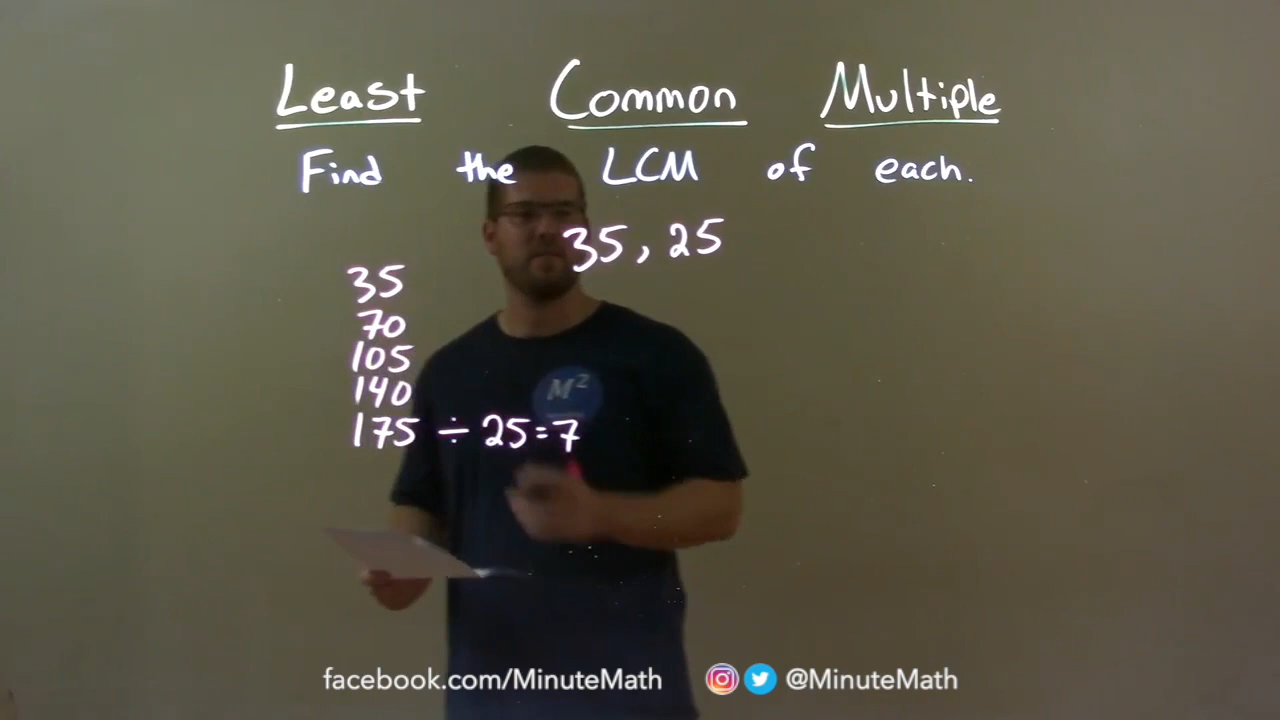 Least Common Multiple
Find the LCM of each.
35, 25
35
70
105
140
175 ÷ 25 = 7
M²
facebook.com/MinuteMath @MinuteMath